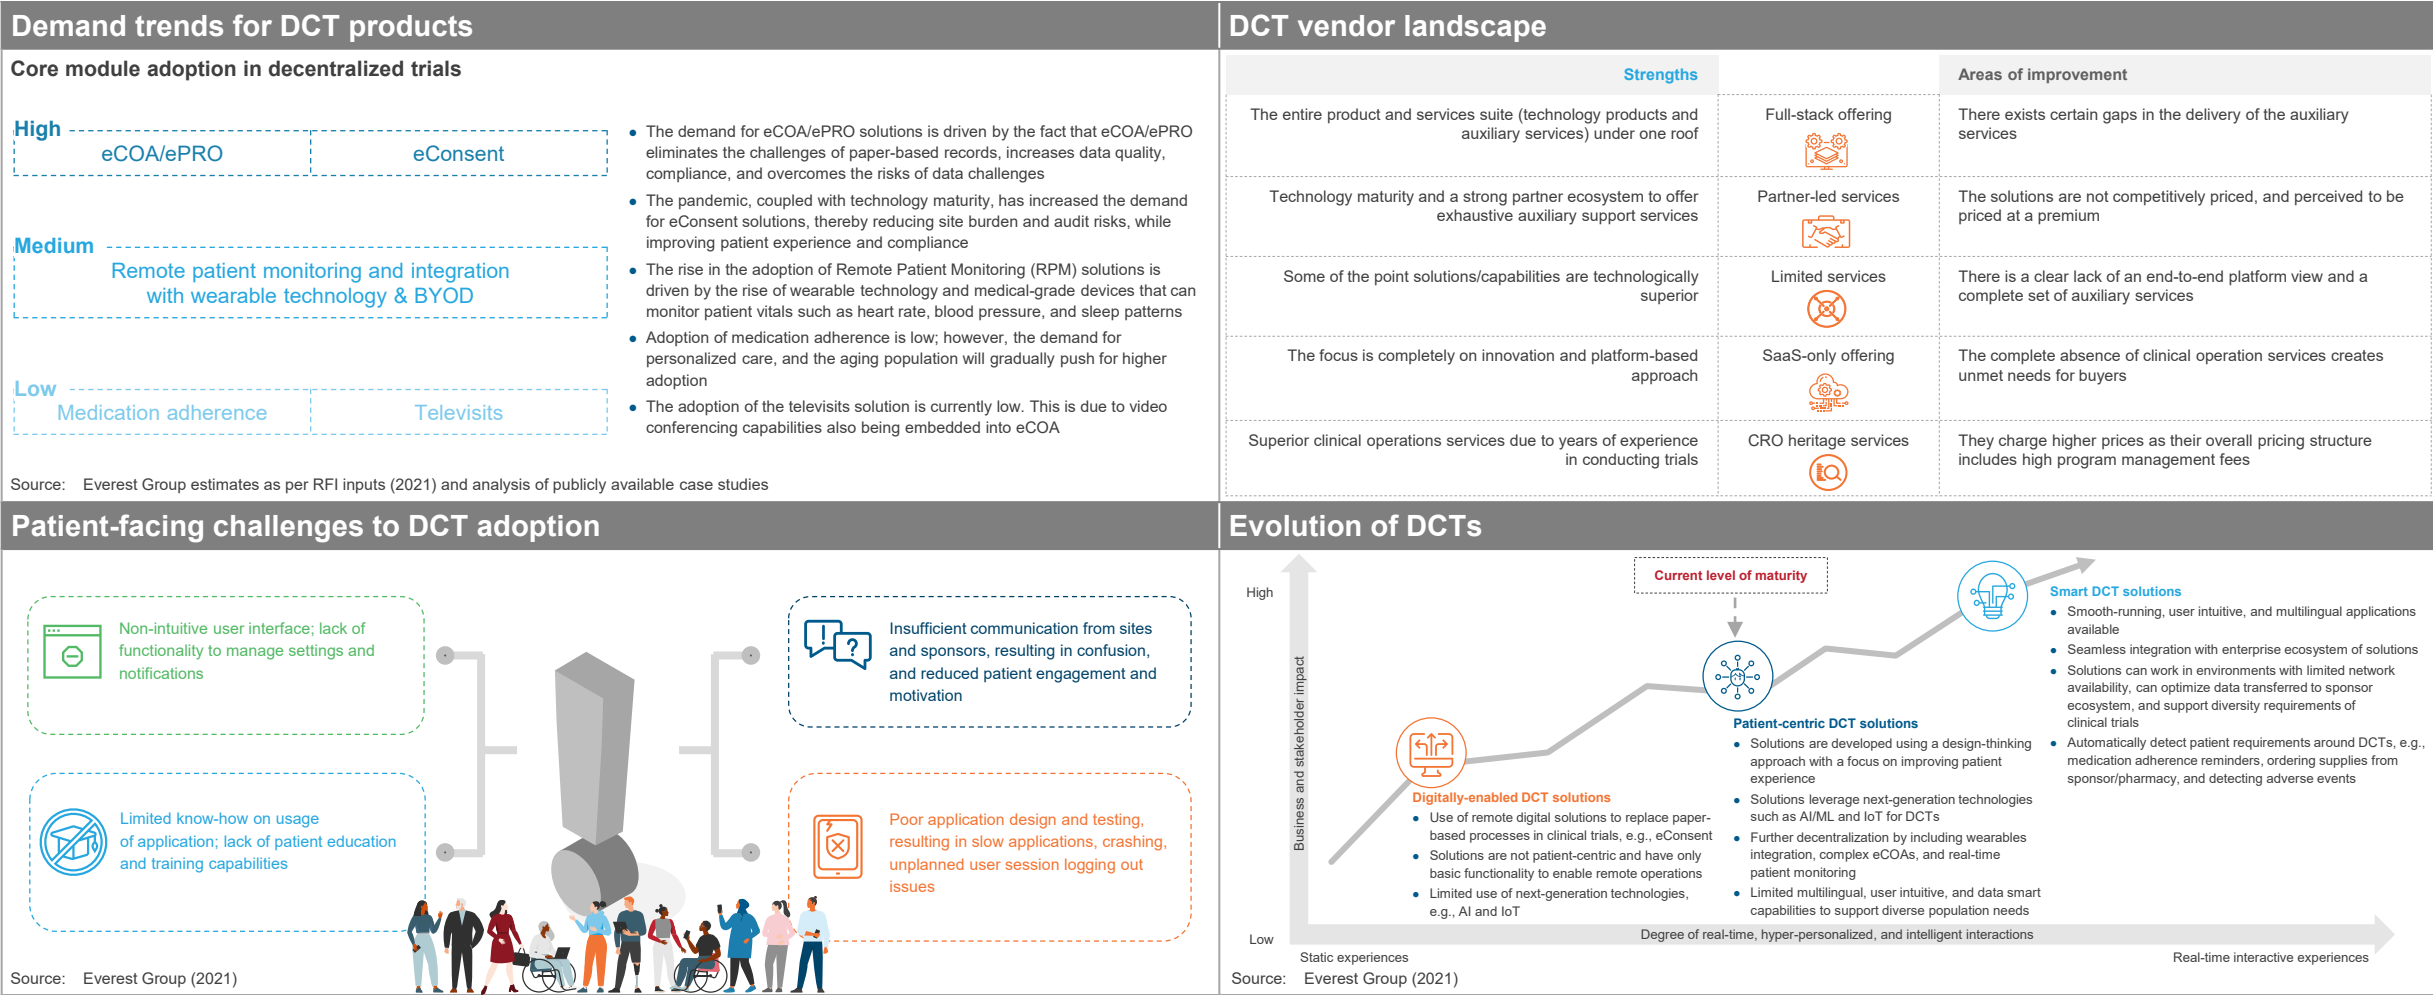 Demand trends for DCT products
Core module adoption in decentralized trials
High
eCOA/ePRO
eConsent
Medium
Remote patient monitoring and integration
with wearable technology & BYOD
Low
Medication adherence
Televisits
● The demand for eCOA/ePRO solutions is driven by the fact that eCOA/ePRO
eliminates the challenges of paper-based records, increases data quality,
compliance, and overcomes the risks of data challenges
● The pandemic, coupled with technology maturity, has increased the demand
for eConsent solutions, thereby reducing site burden and audit risks, while
improving patient experience and compliance
● The rise in the adoption of Remote Patient Monitoring (RPM) solutions is
driven by the rise of wearable technology and medical-grade devices that can
monitor patient vitals such as heart rate, blood pressure, and sleep patterns
● Adoption of medication adherence is low; however, the demand for
personalized care, and the aging population will gradually push for higher
adoption
● The adoption of the televisits solution is currently low. This is due to video
conferencing capabilities also being embedded into eCOA
Source: Everest Group estimates as per RFI inputs (2021) and analysis of publicly available case studies
DCT vendor landscape
Strengths
Areas of improvement
The entire product and services suite (technology products and
auxiliary services) under one roof
Full-stack offering
There exists certain gaps in the delivery of the auxiliary
services
Technology maturity and a strong partner ecosystem to offer
exhaustive auxiliary support services
Partner-led services
The solutions are not competitively priced, and perceived to be
priced at a premium
Some of the point solutions/capabilities are technologically
superior
Limited services
There is a clear lack of an end-to-end platform view and a
complete set of auxiliary services
The focus is completely on innovation and platform-based
approach
SaaS-only offering
The complete absence of clinical operation services creates
unmet needs for buyers
Superior clinical operations services due to years of experience
in conducting trials
CRO heritage services
They charge higher prices as their overall pricing structure
includes high program management fees
Patient-facing challenges to DCT adoption
Non-intuitive user interface; lack of
functionality to manage settings and
notifications
Insufficient communication from sites
and sponsors, resulting in confusion,
and reduced patient engagement and
motivation
Limited know-how on usage
of application; lack of patient education
and training capabilities
Poor application design and testing,
resulting in slow applications, crashing,
unplanned user session logging out
issues
Source: Everest Group (2021)
Evolution of DCTs
High
Business and stakeholder impact
Low
Current level of maturity
Digitally-enabled DCT solutions
● Use of remote digital solutions to replace paper-
based processes in clinical trials, e.g., eConsent
● Solutions are not patient-centric and have only
basic functionality to enable remote operations
● Limited use of next-generation technologies,
e.g., AI and IoT
Patient-centric DCT solutions
● Solutions are developed using a design-thinking
approach with a focus on improving patient
experience
● Solutions leverage next-generation technologies
such as AI/ML and IoT for DCTs
● Further decentralization by including wearables
integration, complex eCOAs, and real-time
patient monitoring
● Limited multilingual, user intuitive, and data smart
capabilities to support diverse population needs
Smart DCT solutions
● Smooth-running, user intuitive, and multilingual applications
available
● Seamless integration with enterprise ecosystem of solutions
● Solutions can work in environments with limited network
availability, can optimize data transferred to sponsor
ecosystem, and support diversity requirements of
clinical trials
● Automatically detect patient requirements around DCTs, e.g.,
medication adherence reminders, ordering supplies from
sponsor/pharmacy, and detecting adverse events
Degree of real-time, hyper-personalized, and intelligent interactions
Static experiences
Real-time interactive experiences
Source: Everest Group (2021)